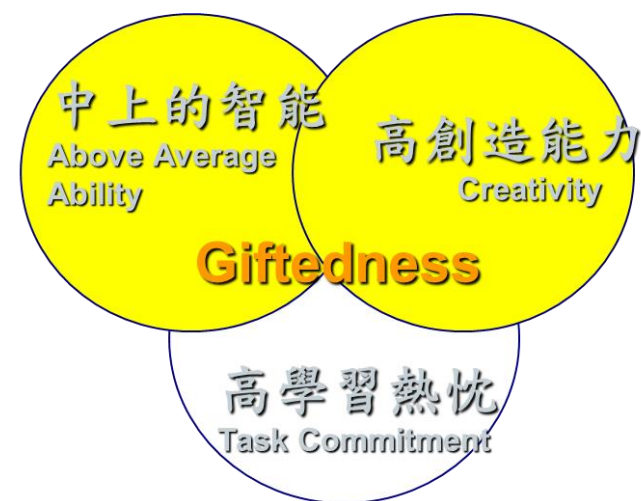 中上的智能
Above Average
Ability
高創造能力
Creativity
Giftedness
高學習熱忱
Task Commitment